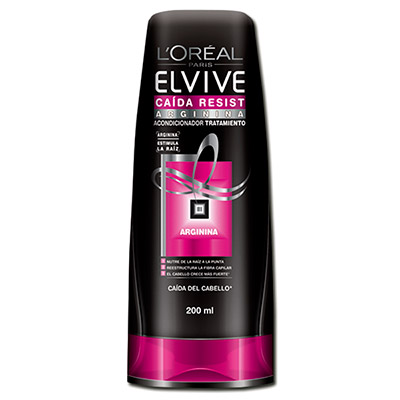 L'ORÉAL
PARIS
ELVIVE
CAÍDA RESIST
ARGININA
ACONDICIONADOR TRATAMIENTO
ARGININA
ESTIMULA
LA RAÍZ
ARGININA
NUTRE DE LA RAÍZ A LA PUNTA
REESTRUCTURA LA FIBRA CAPILAR
EL CABELLO CRECE MÁS FUERTE*
CAÍDA DEL CABELLO*
200 ml